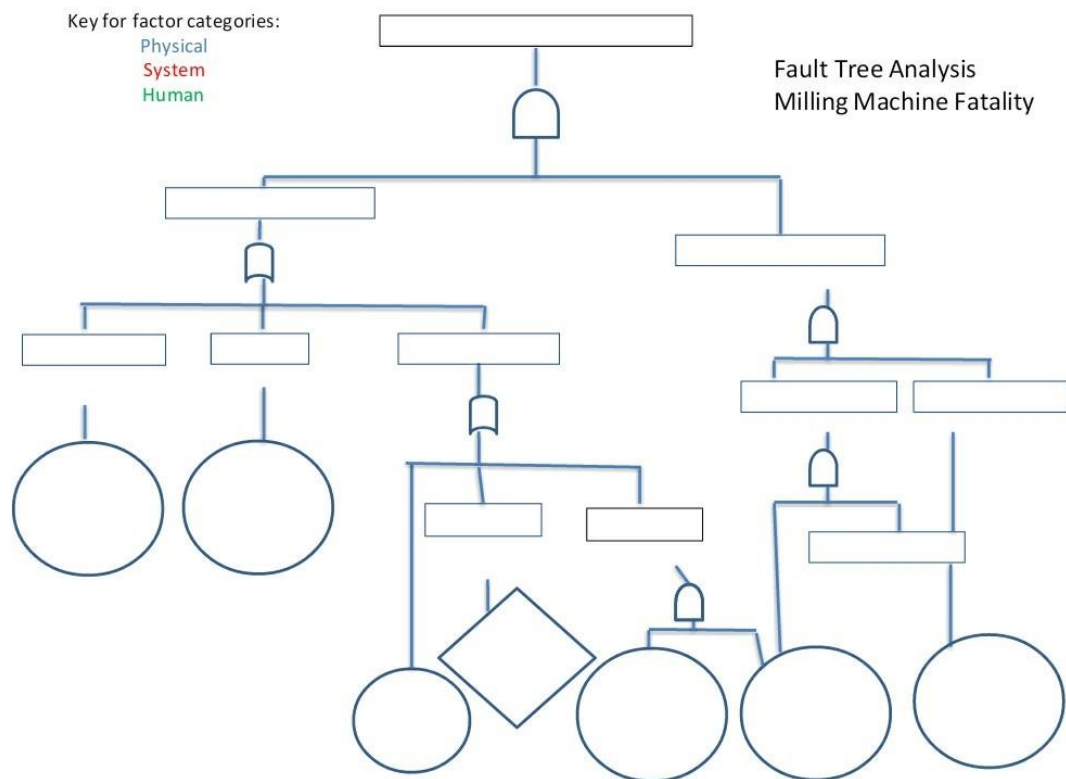 Key for factor categories:
Physical
System
Human
Fault Tree Analysis
Milling Machine Fatality